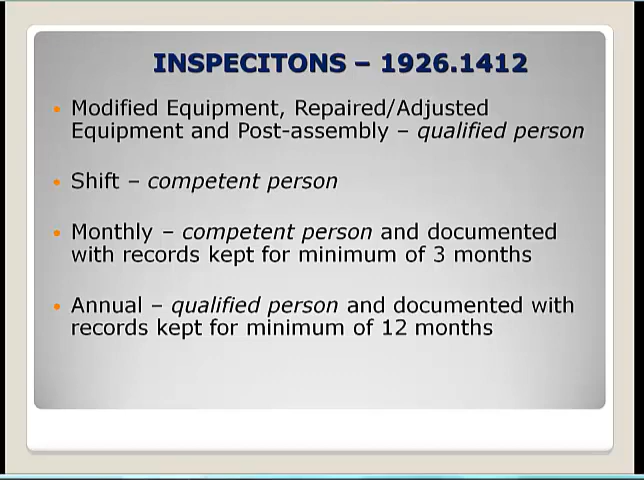 INSPECITONS – 1926.1412
• Modified Equipment, Repaired/Adjusted
Equipment and Post-assembly – qualified person
• Shift – competent person
• Monthly – competent person and documented
with records kept for minimum of 3 months
• Annual – qualified person and documented with
records kept for minimum of 12 months